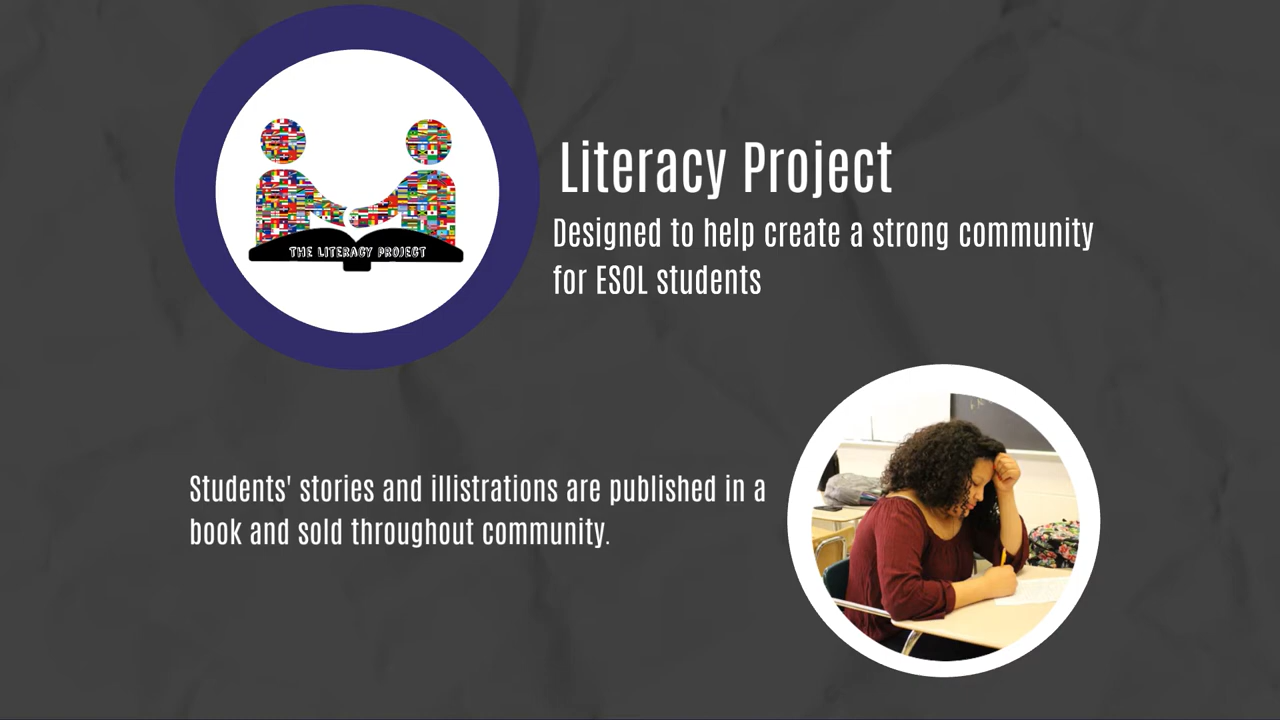 THE LITERACY PROJECT
Literacy Project
Designed to help create a strong community
for ESOL students
Students' stories and illistrations are published in a
book and sold throughout community.